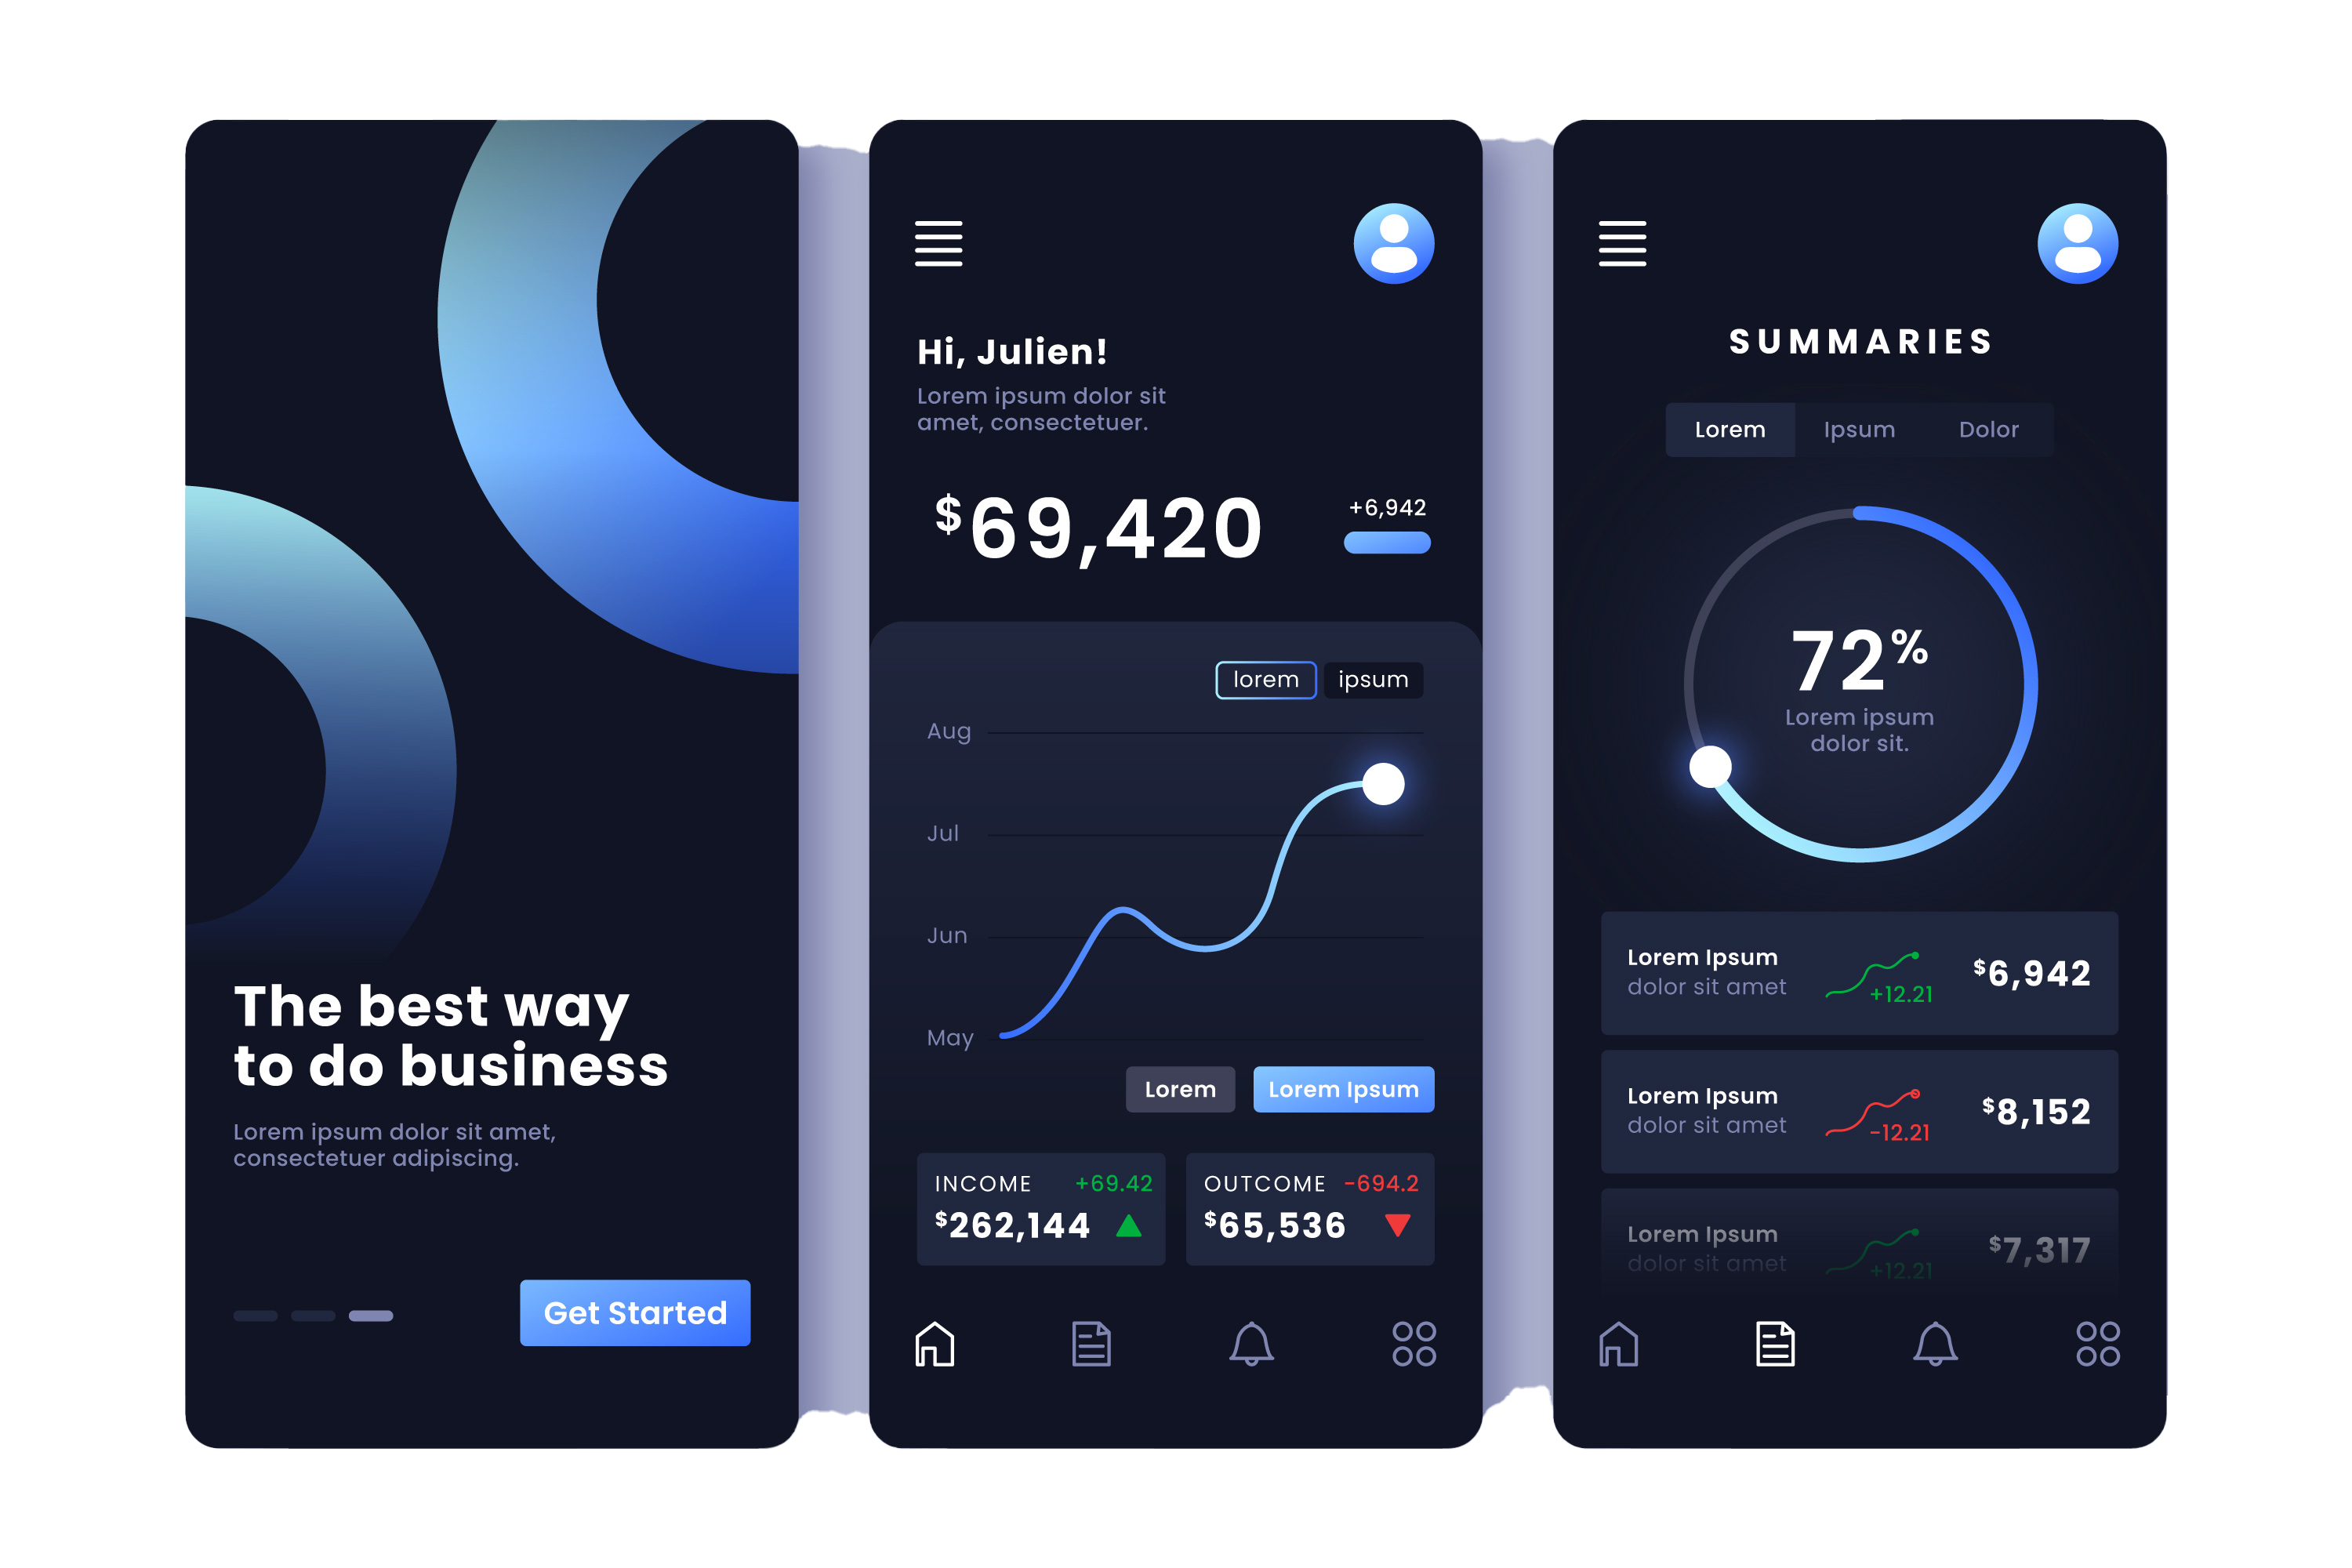 The best way
to do business
Lorem ipsum dolor sit amet,
consectetuer adipiscing.
Get Started
Hi, Julien!
Lorem ipsum dolor sit
amet, consectetuer.
$69,420
+6,942
lorem ipsum
Aug
Jul
Jun
May
Lorem Lorem Ipsum
INCOME +69.42
$262,144
OUTCOME -694.2
$65,536
SUMMARIES
Lorem Ipsum Dolor
72%
Lorem ipsum
dolor sit.
Lorem Ipsum
dolor sit amet
+12.21
$6,942
Lorem Ipsum
dolor sit amet
-12.21
$8,152
Lorem Ipsum
dolor sit amet
+12.21
$7,317